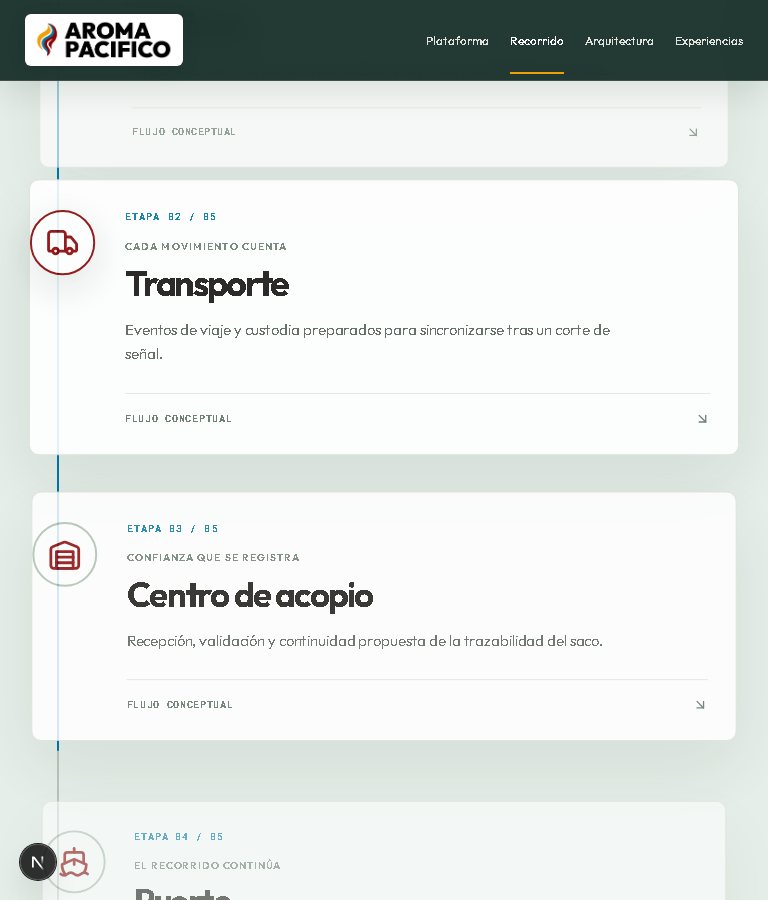 AROMA
PACIFICO
Plataforma Recorrido Arquitectura Experiencias
FLUJO CONCEPTUAL
ETAPA 02 / 05
CADA MOVIMIENTO CUENTA
Transporte
Eventos de viaje y custodia preparados para sincronizarse tras un corte de
señal.
FLUJO CONCEPTUAL
ETAPA 03 / 05
CONFIANZA QUE SE REGISTRA
Centro de acopio
Recepción, validación y continuidad propuesta de la trazabilidad del saco.
FLUJO CONCEPTUAL
ETAPA 04 / 05
EL RECORRIDO CONTINÚA
Puerto
N